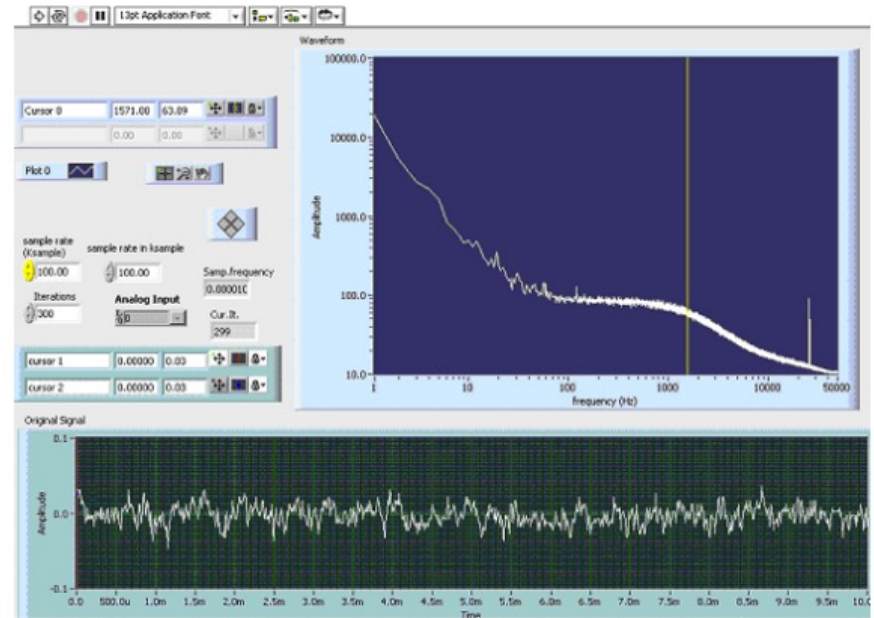 13pt Application Font
Waveform
100000.0
10000.0
1000.0
100.0
10.0
Amplitude
1 10 100 1000 10000 50000
frequency (Hz)
Cursor 0 1571.00 63.89
0.00 0.00
Plot 0
sample rate
(Ksample)
100.00
sample rate in ksample
100.00
Samp.frequency
0.00001C
Iterations
300
Analog Input
0
Cur.It.
299
cursor 1 0.00000 0.03
cursor 2 0.00000 0.03
Original Signal
0.1
0.0
-0.1
Amplitude
0.0 500.0u 1.0m 1.5m 2.0m 2.5m 3.0m 3.5m 4.0m 4.5m 5.0m 5.5m 6.0m 6.5m 7.0m 7.5m 8.0m 8.5m 9.0m 9.5m 10.0
Time